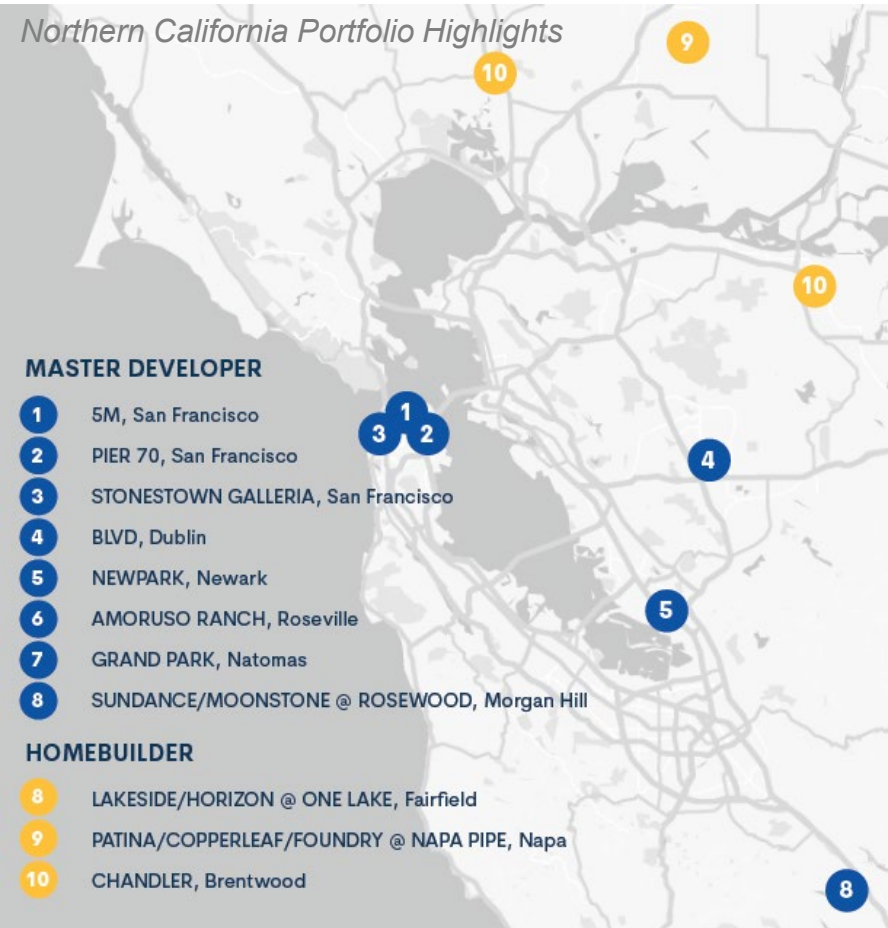 Northern California Portfolio Highlights
9
10
10
MASTER DEVELOPER
1 5M, San Francisco
2 PIER 70, San Francisco
3 STONESTOWN GALLERIA, San Francisco
4 BLVD, Dublin
5 NEWPARK, Newark
6 AMORUSO RANCH, Roseville
7 GRAND PARK, Natomas
8 SUNDANCE/MOONSTONE @ ROSEWOOD, Morgan Hill
HOMEBUILDER
8 LAKESIDE/HORIZON @ ONE LAKE, Fairfield
9 PATINA/COPPERLEAF/FOUNDRY @ NAPA PIPE, Napa
10 CHANDLER, Brentwood
1
3 2
4
5
8